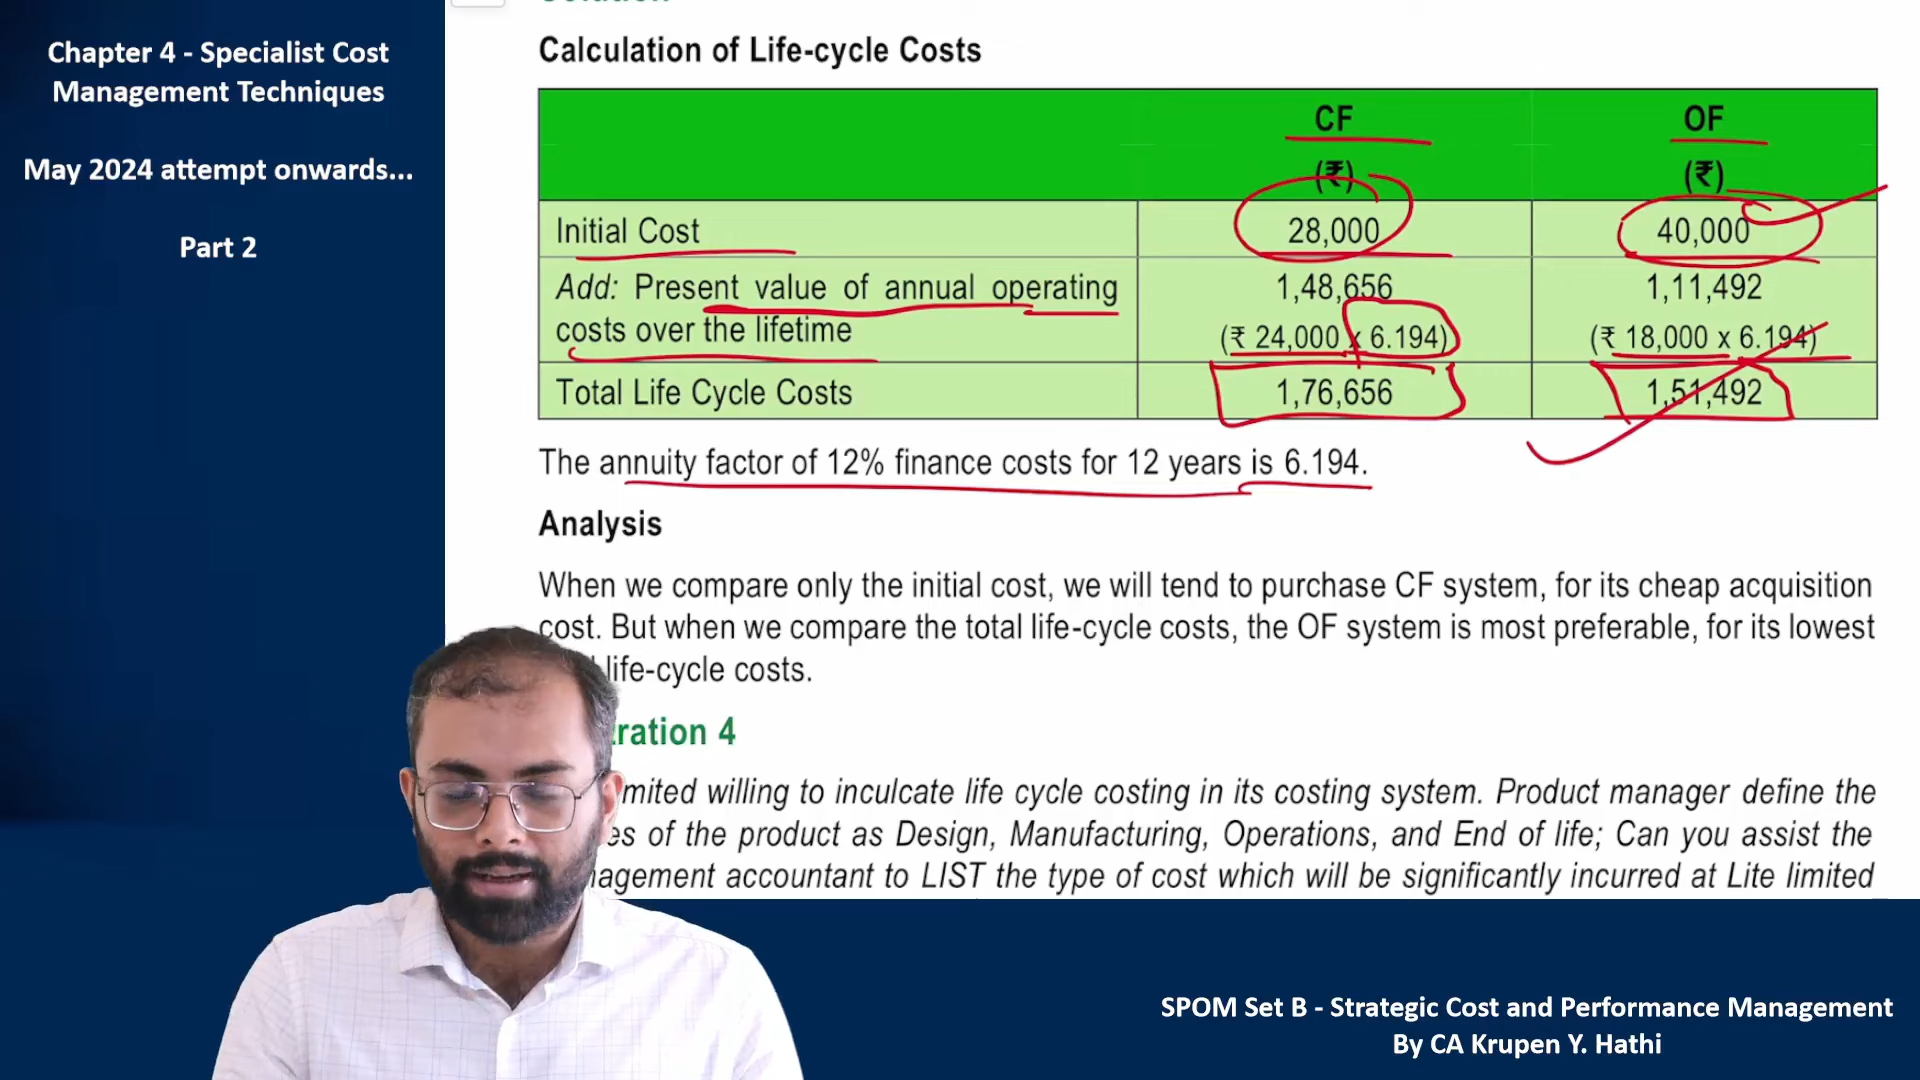 Chapter 4 - Specialist Cost
Management Techniques
May 2024 attempt onwards...
Part 2
Calculation of Life-cycle Costs
CF
(₹)
OF
(₹)
Initial Cost 28,000 40,000
Add: Present value of annual operating
costs over the lifetime
1,48,656
(₹ 24,000 x 6.194)
1,11,492
(₹ 18,000 x 6.194)
Total Life Cycle Costs 1,76,656 1,51,492
The annuity factor of 12% finance costs for 12 years is 6.194.
Analysis
When we compare only the initial cost, we will tend to purchase CF system, for its cheap acquisition
cost. But when we compare the total life-cycle costs, the OF system is most preferable, for its lowest
life-cycle costs.
ration 4
mited willing to inculcate life cycle costing in its costing system. Product manager define the
es of the product as Design, Manufacturing, Operations, and End of life; Can you assist the
agement accountant to LIST the type of cost which will be significantly incurred at Lite limited
SPOM Set B - Strategic Cost and Performance Management
By CA Krupen Y. Hathi